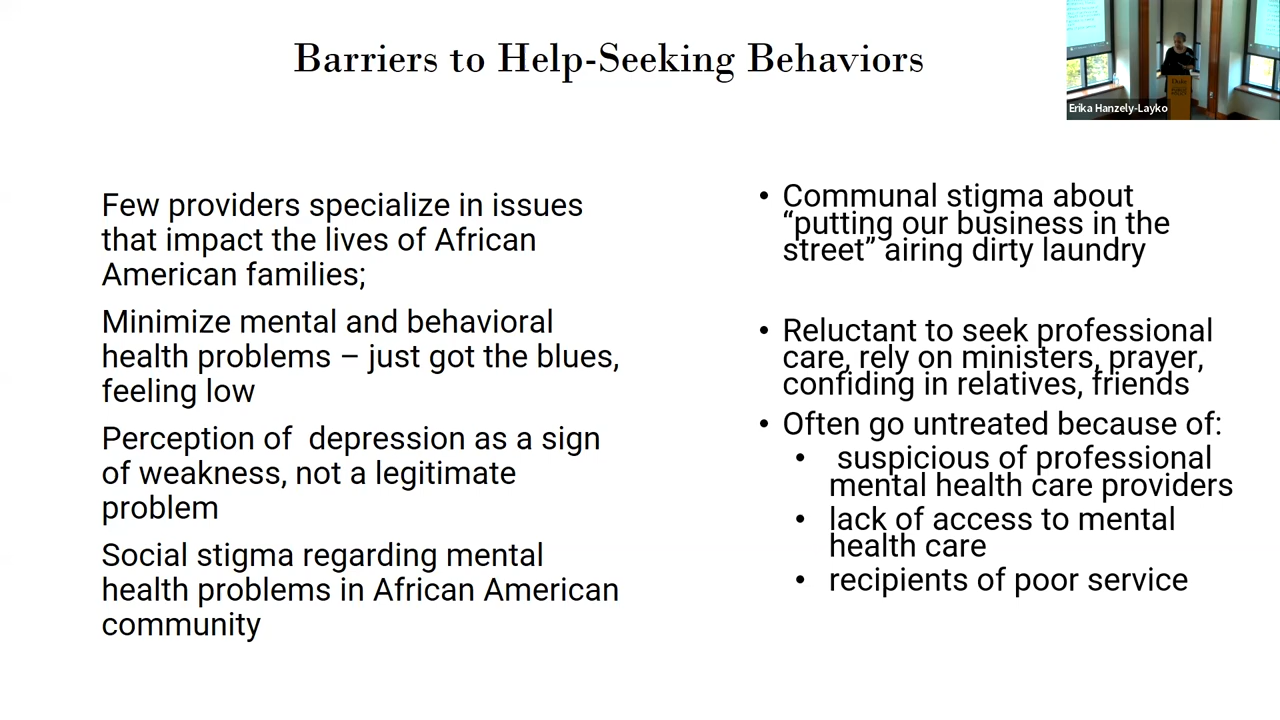 Barriers to Help-Seeking Behaviors
Erika Hanzely-Layko
Few providers specialize in issues
that impact the lives of African
American families;
Minimize mental and behavioral
health problems – just got the blues,
feeling low
Perception of  depression as a sign
of weakness, not a legitimate
problem
Social stigma regarding mental
health problems in African American
community
• Communal stigma about
“putting our business in the
street” airing dirty laundry
• Reluctant to seek professional
care, rely on ministers, prayer,
confiding in relatives, friends
• Often go untreated because of:
• suspicious of professional
mental health care providers
• lack of access to mental
health care
• recipients of poor service